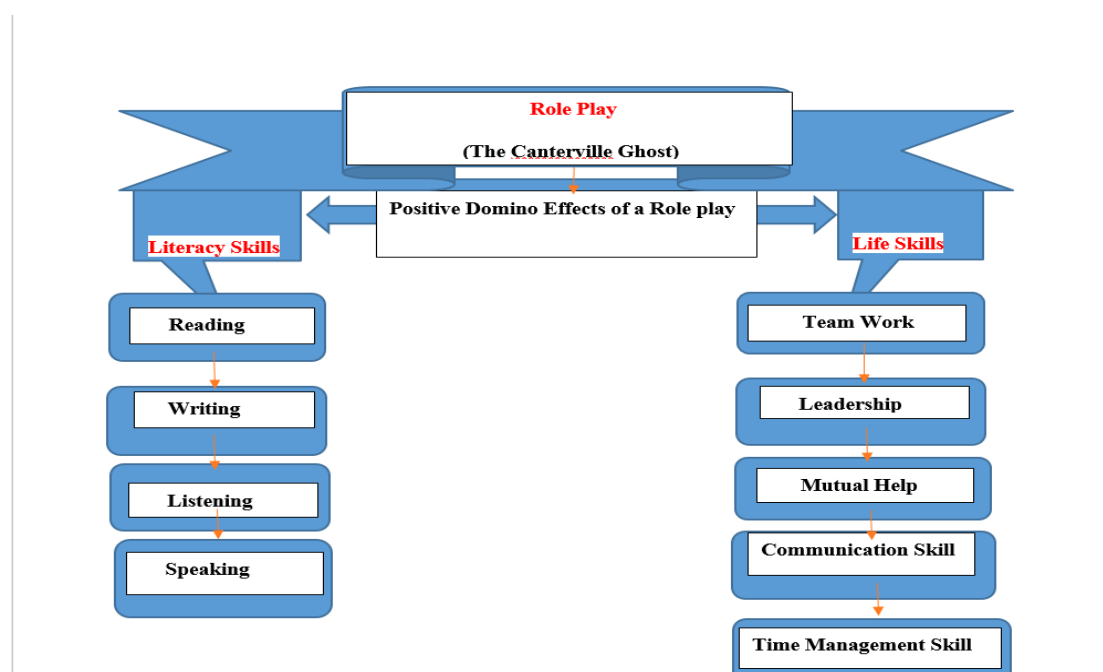 Role Play
(The Canterville Ghost)
Positive Domino Effects of a Role play
Literacy Skills
Reading
Writing
Listening
Speaking
Life Skills
Team Work
Leadership
Mutual Help
Communication Skill
Time Management Skill